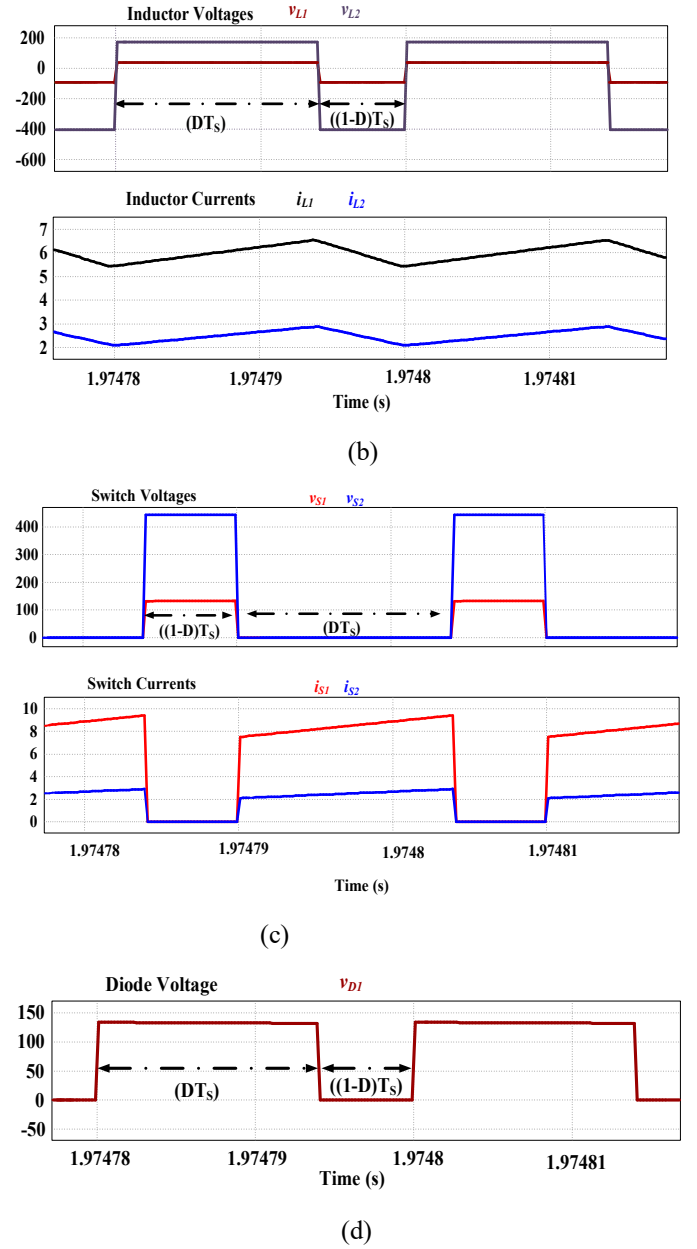 Inductor Voltages vL1 vL2
200
0
-200
-400
-600
(DTS)
((1-D)TS)
Inductor Currents iL1 iL2
7
6
5
4
3
2
1.97478 1.97479 1.9748 1.97481
Time (s)
(b)
Switch Voltages vS1 vS2
400
300
200
100
0
((1-D)TS)
(DTS)
Switch Currents iS1 iS2
10
8
6
4
2
0
1.97478 1.97479 1.9748 1.97481
Time (s)
(c)
Diode Voltage vD1
150
100
50
0
-50
(DTS)
((1-D)TS)
1.97478 1.97479 1.9748 1.97481
Time (s)
(d)